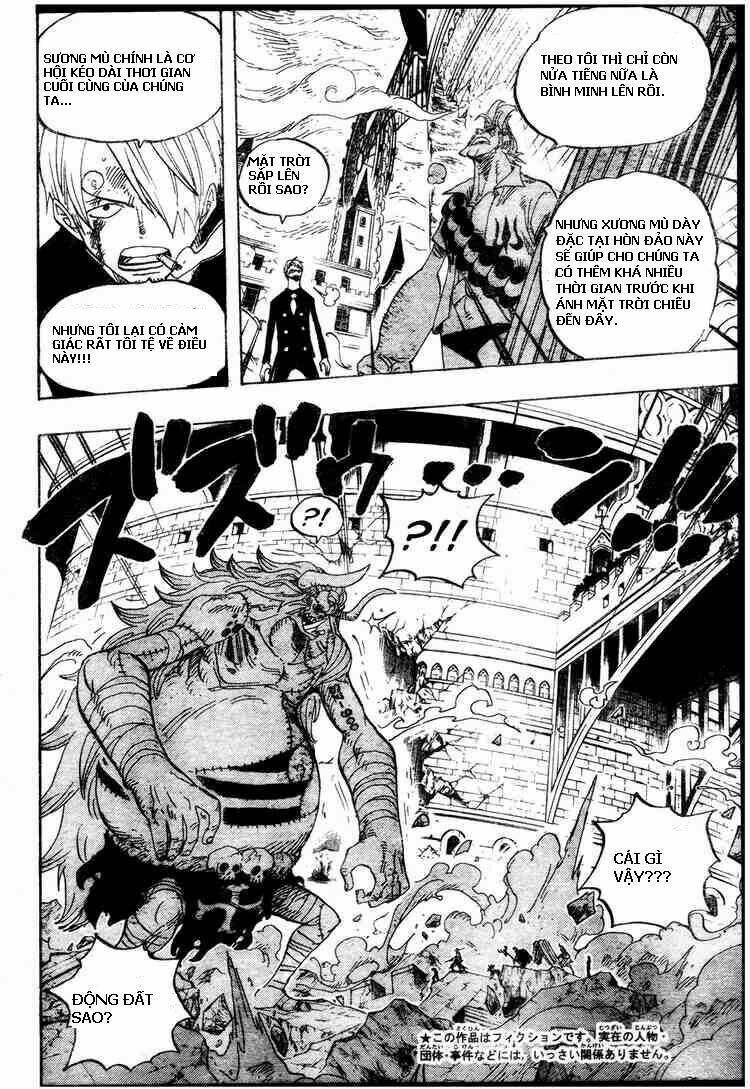 THEO TÔI THÌ CHỈ CÒN
NỬA TIẾNG NỮA LÀ
BÌNH MINH LÊN RỒI.
MẶT TRỜI
SẮP LÊN
RỒI SAO?
NHƯNG XƯƠNG MÙ DÀY
ĐẶC TẠI HÒN ĐẢO NÀY
SẼ GIÚP CHO CHÚNG TA
CÓ THÊM KHÁ NHIỀU
THỜI GIAN TRƯỚC KHI
ÁNH MẶT TRỜI CHIẾU
ĐẾN ĐẤY.
SƯƠNG MÙ CHÍNH LÀ CƠ
HỘI KÉO DÀI THƠI GIAN
CUỐI CÙNG CỦA CHÚNG
TA...
NHƯNG TÔI LẠI CÓ CẢM
GIÁC RẤT TỒI TỆ VỀ ĐIỀU
NÀY!!!
ズズウ……ン!!!
?!
?!!
CÁI GÌ
VẬY???
ĐỘNG ĐẤT
SAO?
★この作品はフィクションです。実在の人物・
団体・事件などには、いっさい関係ありません。